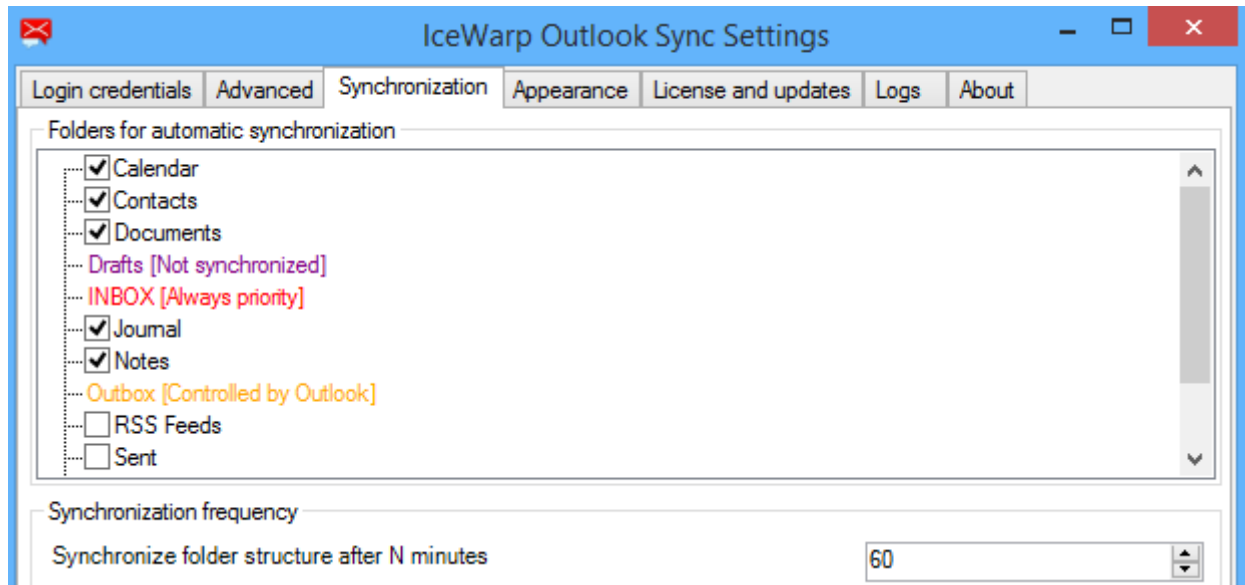 IceWarp Outlook Sync Settings
Login credentials Advanced Synchronization Appearance License and updates Logs About
Folders for automatic synchronization
Calendar
Contacts
Documents
Drafts [Not synchronized]
INBOX [Always priority]
Journal
Notes
Outbox [Controlled by Outlook]
RSS Feeds
Sent
Synchronization frequency
Synchronize folder structure after N minutes 60